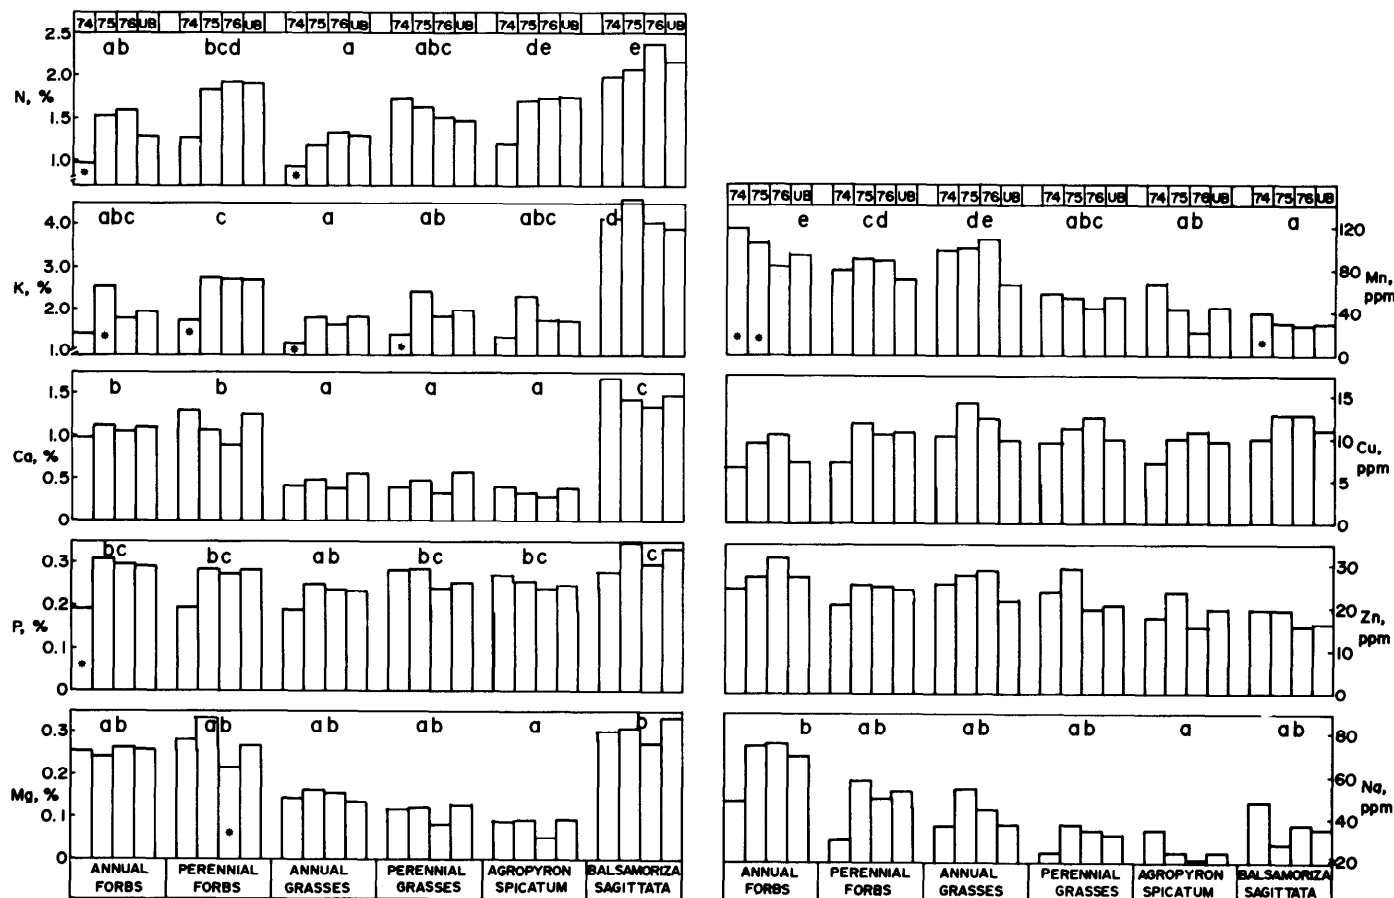 74 75 76 UB 74 75 76 UB 74 75 76 UB 74 75 76 UB 74 75 76 UB 74 75 76 UB
2.5
ab bcd a abc de e
2.0
N, %
1.5
1.0
* *
abc c a ab abc d
4.0
3.0
K, %
2.0
1.0
* * * *
b b a a a c
1.5
1.0
Ca, %
0.5
0
bc bc ab bc bc c
0.3
0.2
P, %
0.1
0
*
ab ab ab ab a b
0.3
0.2
Mg, %
0.1
0
*
ANNUAL FORBS
PERENNIAL FORBS
ANNUAL GRASSES
PERENNIAL GRASSES
AGROPYRON SPICATUM
BALSAMORIZA SAGITTATA
74 75 76 UB 74 75 76 UB 74 75 76 UB 74 75 76 UB 74 75 76 UB 74 75 76 UB
e cd de abc ab a
120
80
Mn, ppm
40
0
* * *
15
10
Cu, ppm
5
0
30
20
Zn, ppm
10
0
b ab ab ab a ab
80
60
Na, ppm
40
20
ANNUAL FORBS
PERENNIAL FORBS
ANNUAL GRASSES
PERENNIAL GRASSES
AGROPYRON SPICATUM
BALSAMORIZA SAGITTATA